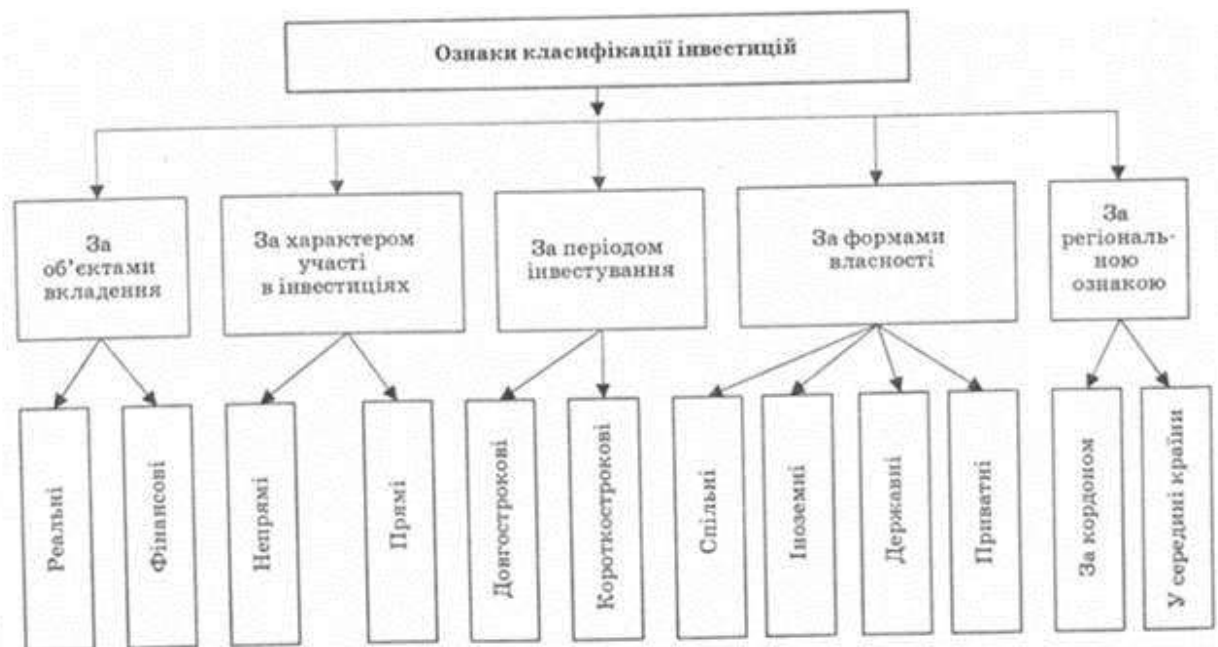 Ознаки класифікації інвестицій
За
об’єктами
вкладення
За характером
участі
в інвестиціях
За періодом
інвестування
За формами
власності
За
регіональ-
ною
ознакою
Реальні
Фінансові
Непрямі
Прямі
Довгострокові
Короткострокові
Спільні
Іноземні
Державні
Приватні
За кордоном
У середині країни